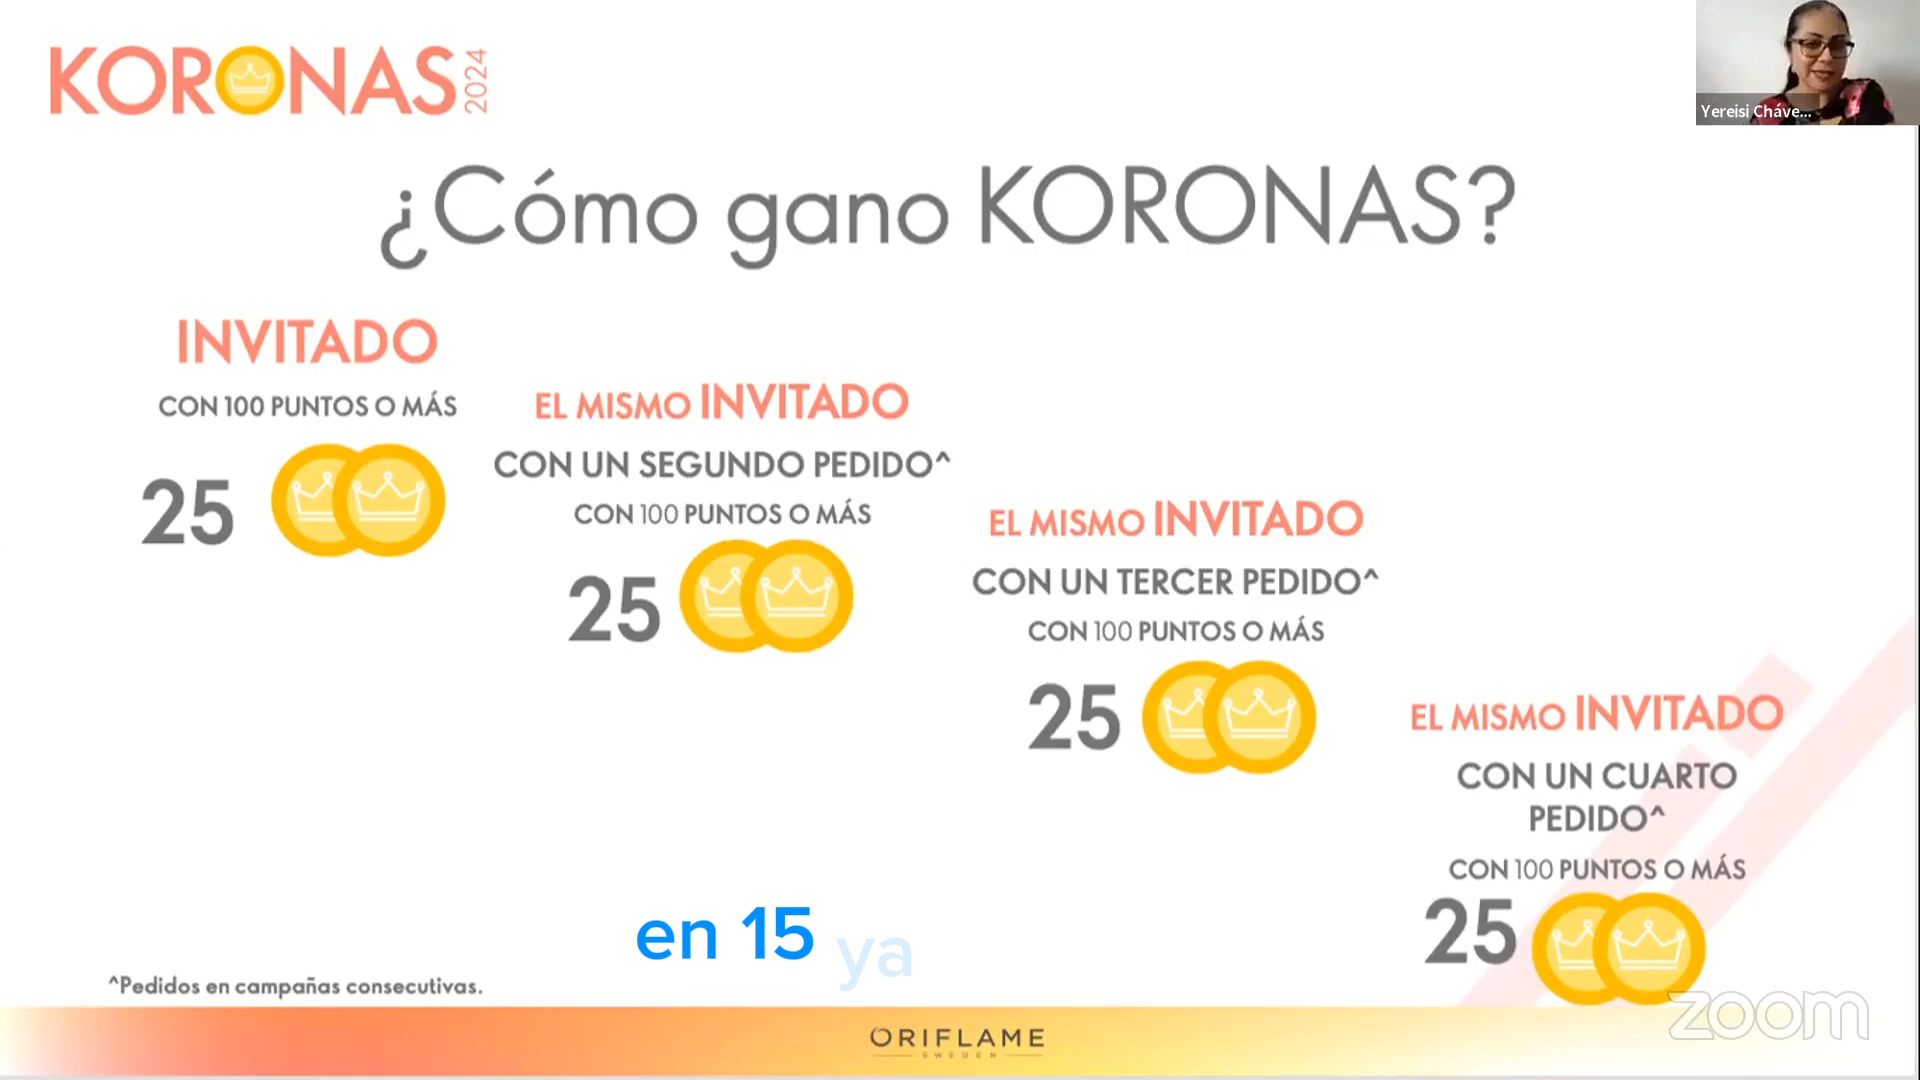 KORONAS 2024
Yereisi Cháve...
¿Cómo gano KORONAS?
INVITADO
CON 100 PUNTOS O MÁS
25
EL MISMO INVITADO
CON UN SEGUNDO PEDIDO^
CON 100 PUNTOS O MÁS
25
EL MISMO INVITADO
CON UN TERCER PEDIDO^
CON 100 PUNTOS O MÁS
25
EL MISMO INVITADO
CON UN CUARTO
PEDIDO^
CON 100 PUNTOS O MÁS
25
en 15 ya
^Pedidos en campañas consecutivas.
zoom
ORIFLAME
SWEDEN